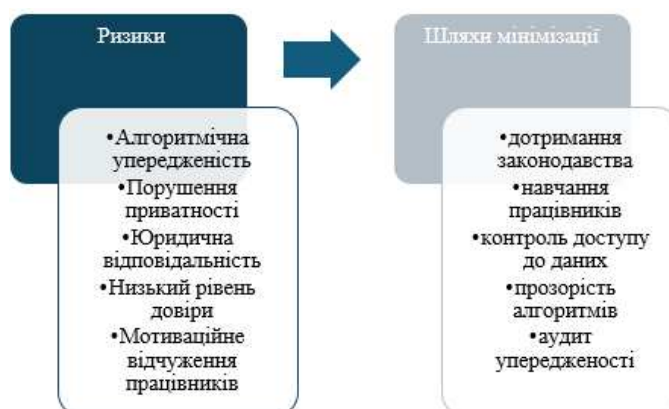 Ризики
•Алгоритмічна
упередженість
•Порушення
приватності
•Юридична
відповідальність
•Низький рівень
довіри
•Мотиваційне
відчуження
працівників
Шляхи мінімізації
•дотримання
законодавства
•навчання
працівників
•контроль доступу
до даних
•прозорість
алгоритмів
•аудит
упередженості